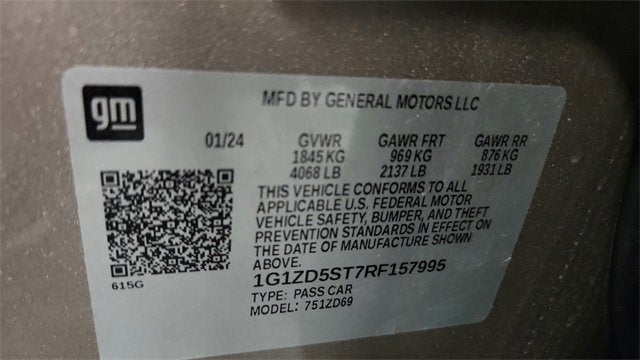 gm
MFD BY GENERAL MOTORS LLC
01/24 GVWR GAWR FRT GAWR RR
1845 KG 969 KG 876 KG
4068 LB 2137 LB 1931 LB
THIS VEHICLE CONFORMS TO ALL
APPLICABLE U.S. FEDERAL MOTOR
VEHICLE SAFETY, BUMPER, AND THEFT
PREVENTION STANDARDS IN EFFECT ON
THE DATE OF MANUFACTURE SHOWN
ABOVE.
615G
1G1ZD5ST7RF157995
TYPE: PASS CAR
MODEL: 751ZD69